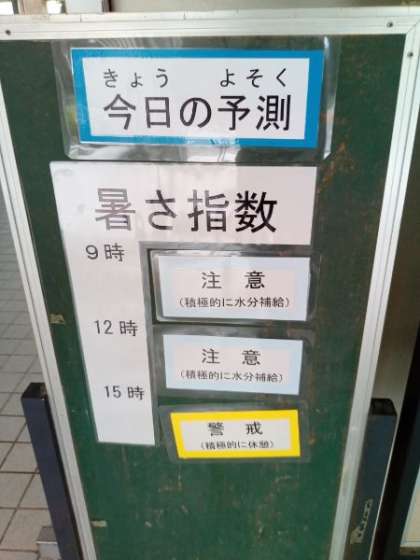 きょう　よそく
今日の予測
暑さ指数
9時
注意
(積極的に水分補給)
12時
注意
(積極的に水分補給)
15時
警戒
(積極的に休憩)